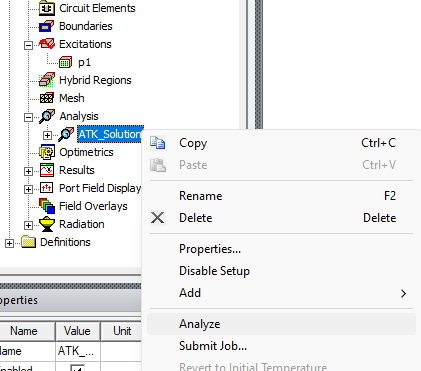 Circuit Elements
Boundaries
Excitations
p1
Hybrid Regions
Mesh
Analysis
ATK_Solution
Optimetrics
Results
Port Field Display
Field Overlays
Radiation
Definitions
Copy Ctrl+C
Paste Ctrl+V
Rename F2
Delete Delete
Properties...
Disable Setup
Add
Analyze
Submit Job...
Revert to Initial Temperature
operties
Name Value Unit
Name ATK_...
nabled